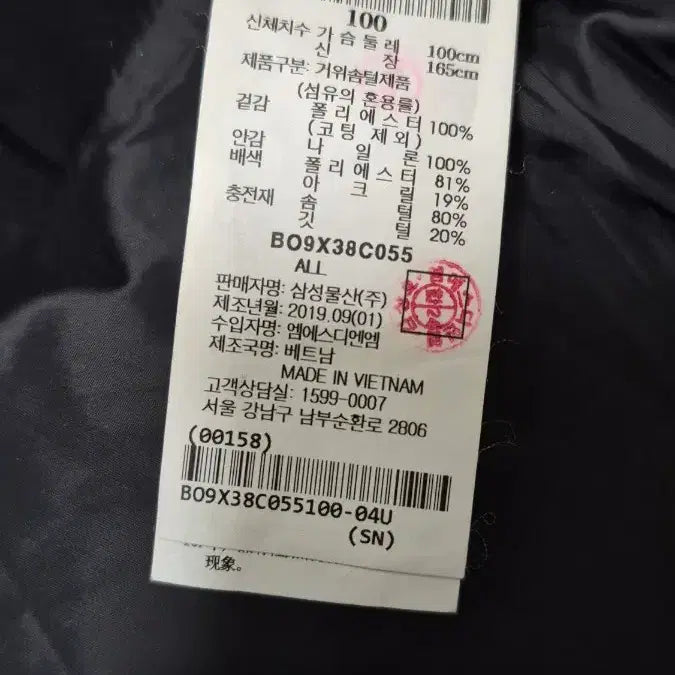 100
신체치수 가슴둘레 100cm
신장 165cm
제품구분: 거위솜털제품
(섬유의 혼용률)
겉감 폴리에스터 100%
(코팅 제외)
안감 나일론 100%
배색 폴리에스터 81%
아크릴 19%
충전재 솜털 80%
깃털 20%
BO9X38C055
ALL
판매자명: 삼성물산(주)
제조년월: 2019.09(01)
수입자명: 엠에스디엔엠
제조국명: 베트남
MADE IN VIETNAM
고객상담실: 1599-0007
서울 강남구 남부순환로 2806
(00158)
BO9X38C055100-04U
(SN)
现象。